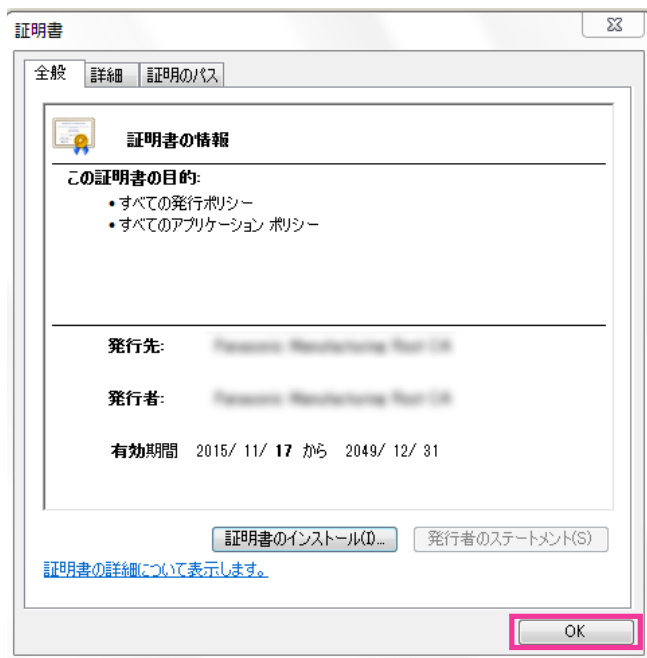 証明書
全般 詳細 証明のパス
証明書の情報
この証明書の目的:
• すべての発行ポリシー
• すべてのアプリケーション ポリシー
発行先:
発行者:
有効期間 2015/ 11/ 17 から 2049/ 12/ 31
証明書のインストール(I)... 発行者のステートメント(S)
証明書の詳細について表示します。
OK